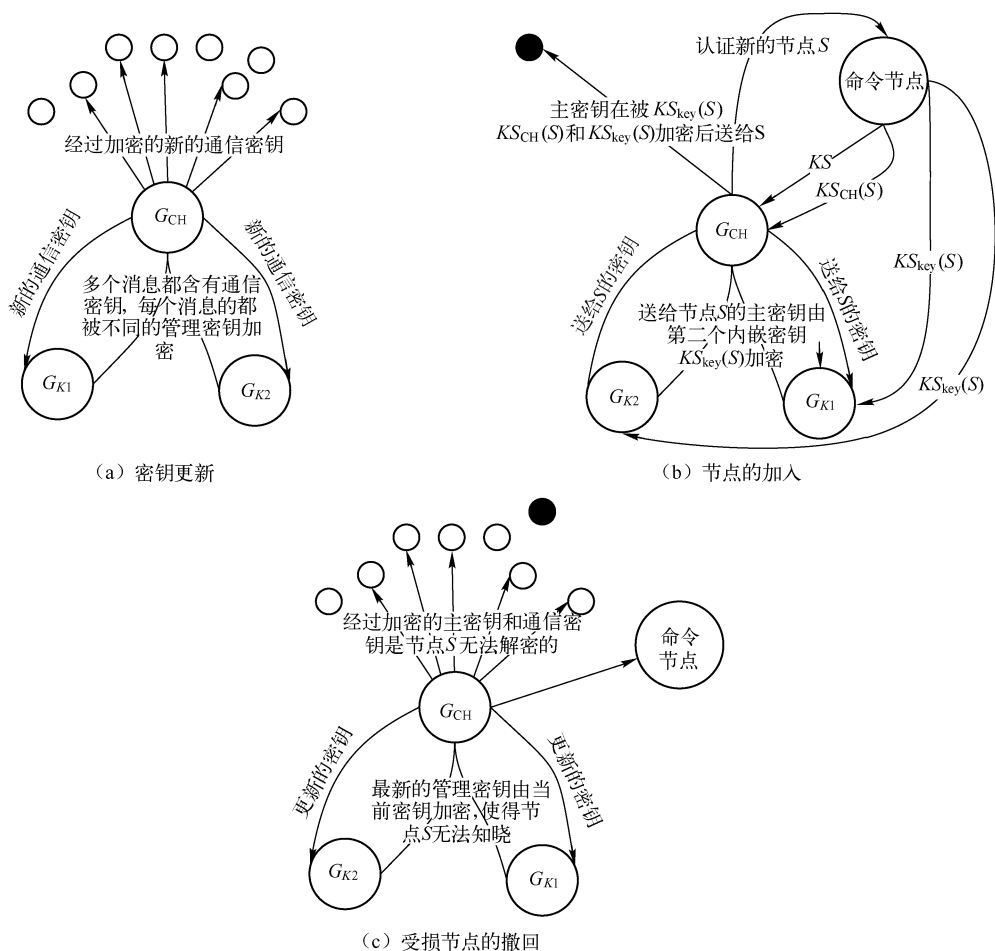 经过加密的新的通信密钥
G_CH
新的通信密钥
新的通信密钥
多个消息都含有通信
密钥，每个消息的都
被不同的管理密钥加
密
G_K1
G_K2
（a）密钥更新
认证新的节点S
命令节点
主密钥在被KS_key(S)
KS_CH(S)和KS_key(S)加密后送给S
KS
KS_CH(S)
G_CH
KS_key(S)
送给S的密钥
送给S的密钥
送给节点S的主密钥由
第二个内嵌密钥
KS_key(S)加密
KS_key(S)
G_K2
G_K1
（b）节点的加入
经过加密的主密钥和通信密
钥是节点S无法解密的
命令
节点
G_CH
更新的密钥
更新的密钥
最新的管理密钥由当
前密钥加密，使得节
点S无法知晓
G_K2
G_K1
（c）受损节点的撤回